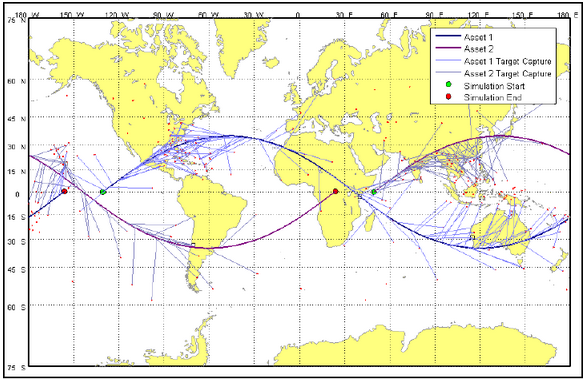 180 W 150 W 120 W 90 W 60 W 30 W 0 30 E 60 E 90 E 120 E 150 E 180 E
75 N
60 N
45 N
30 N
15 N
0
15 S
30 S
45 S
60 S
75 S
Asset 1
Asset 2
Asset 1 Target Capture
Asset 2 Target Capture
Simulation Start
Simulation End